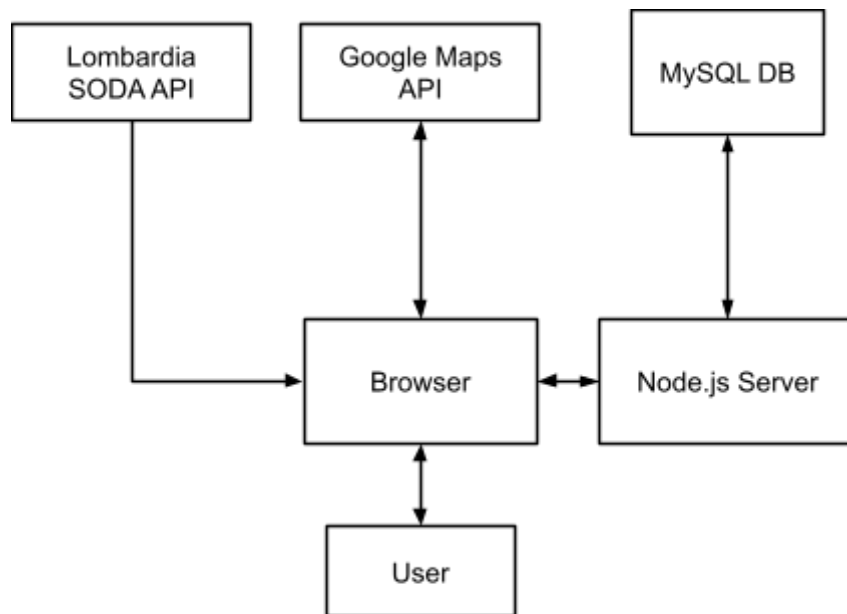 Lombardia
SODA API
Google Maps
API
MySQL DB
Browser
Node.js Server
User